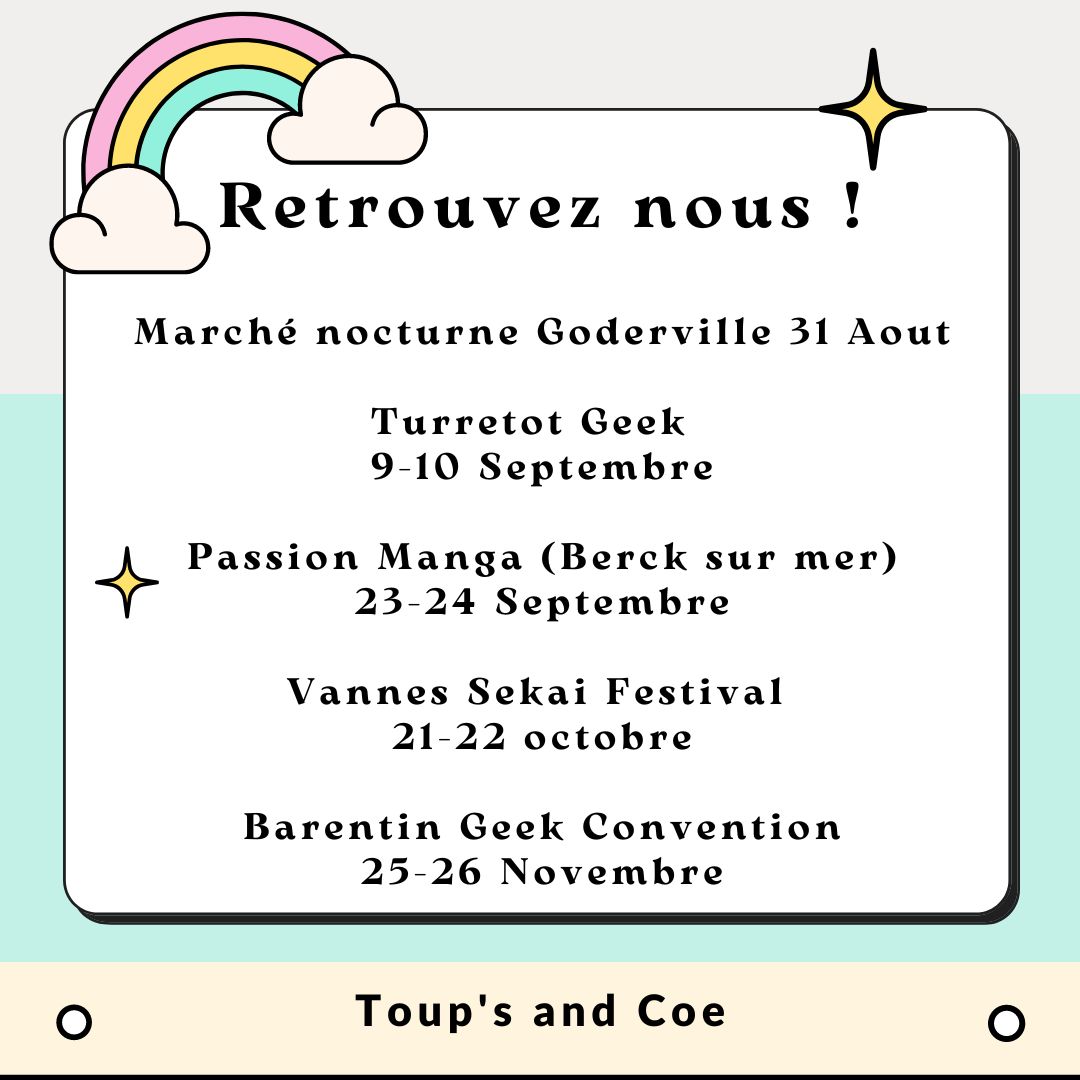 Retrouvez nous !
Marché nocturne Goderville 31 Aout
Turretot Geek
9-10 Septembre
Passion Manga (Berck sur mer)
23-24 Septembre
Vannes Sekai Festival
21-22 octobre
Barentin Geek Convention
25-26 Novembre
Toup's and Coe